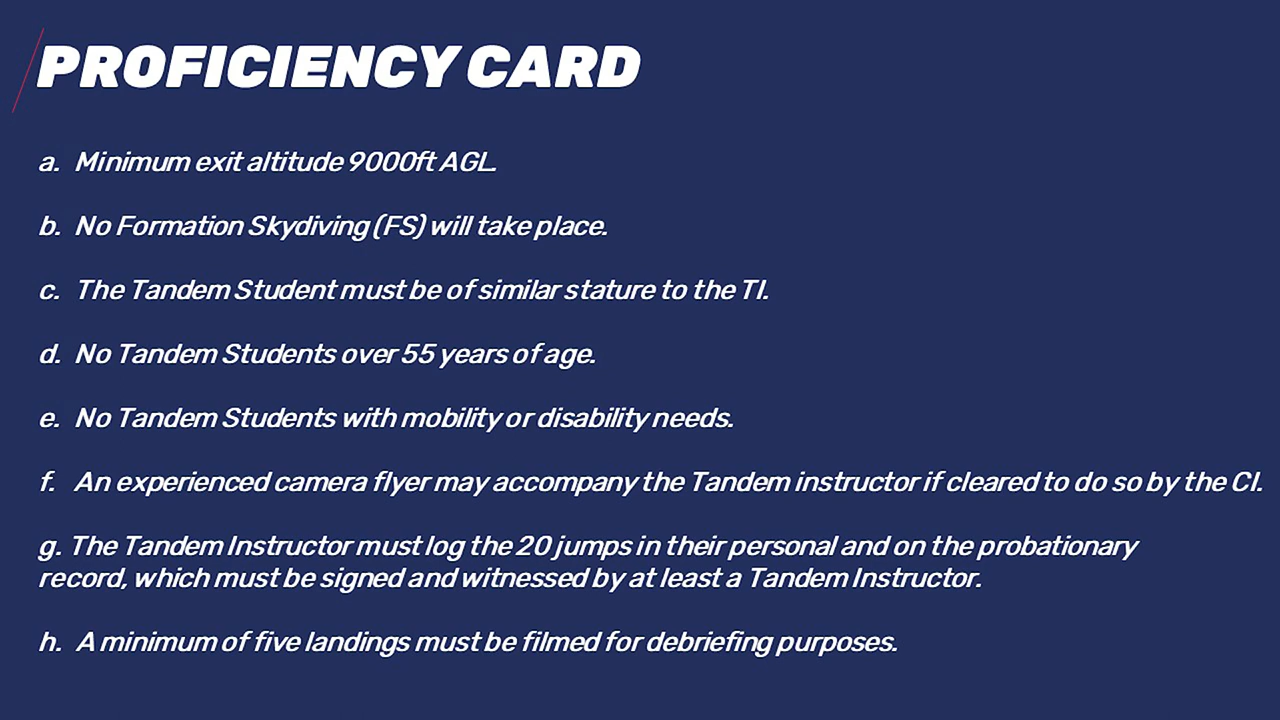 PROFICIENCY CARD
a. Minimum exit altitude 9000ft AGL.
b. No Formation Skydiving (FS) will take place.
c. The Tandem Student must be of similar stature to the TI.
d. No Tandem Students over 55 years of age.
e. No Tandem Students with mobility or disability needs.
f. An experienced camera flyer may accompany the Tandem instructor if cleared to do so by the CI.
g. The Tandem Instructor must log the 20 jumps in their personal and on the probationary
record, which must be signed and witnessed by at least a Tandem Instructor.
h. A minimum of five landings must be filmed for debriefing purposes.